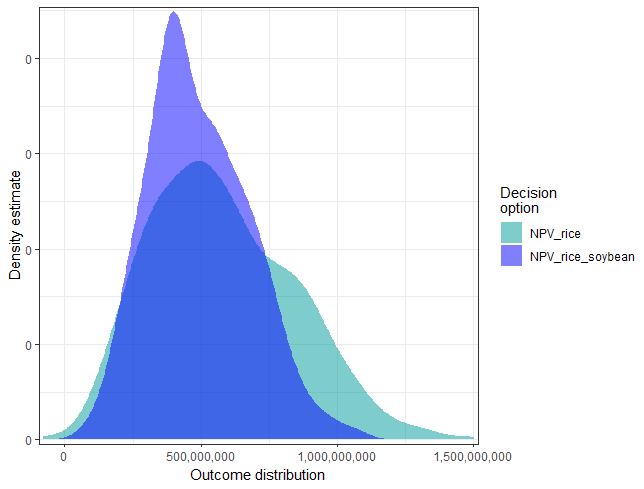 Density estimate
0
0
0
0
0
0
500,000,000
1,000,000,000
1,500,000,000
Outcome distribution
Decision
option
NPV_rice
NPV_rice_soybean